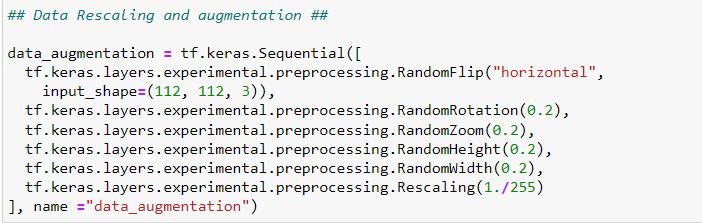 ## Data Rescaling and augmentation ##
data_augmentation = tf.keras.Sequential([
tf.keras.layers.experimental.preprocessing.RandomFlip("horizontal",
input_shape=(112, 112, 3)),
tf.keras.layers.experimental.preprocessing.RandomRotation(0.2),
tf.keras.layers.experimental.preprocessing.RandomZoom(0.2),
tf.keras.layers.experimental.preprocessing.RandomHeight(0.2),
tf.keras.layers.experimental.preprocessing.RandomWidth(0.2),
tf.keras.layers.experimental.preprocessing.Rescaling(1./255)
], name ="data_augmentation")